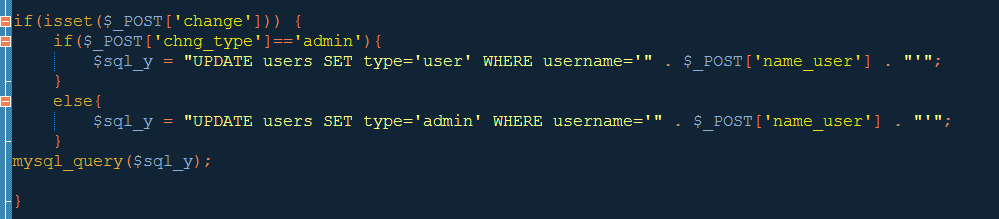 if(isset($_POST['change'])) {
    if($_POST['chng_type']=='admin'){
        $sql_y = "UPDATE users SET type='user' WHERE username='" . $_POST['name_user'] . "'";
    }
    else{
        $sql_y = "UPDATE users SET type='admin' WHERE username='" . $_POST['name_user'] . "'";
    }
mysql_query($sql_y);
}